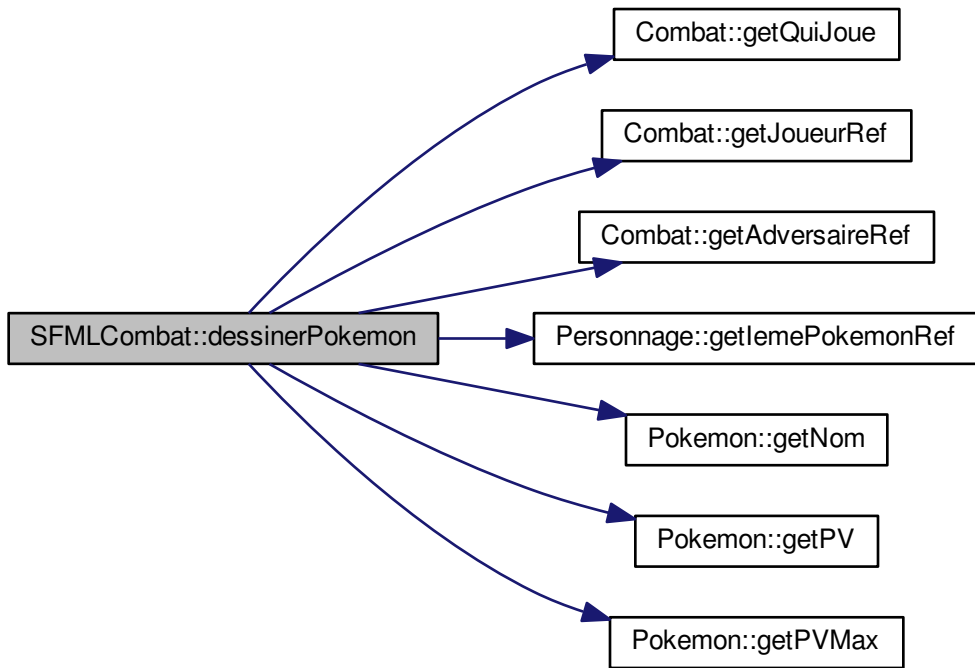 Combat::getQuiJoue
Combat::getJoueurRef
Combat::getAdversaireRef
SFMLCombat::dessinerPokemon
Personnage::getIemePokemonRef
Pokemon::getNom
Pokemon::getPV
Pokemon::getPVMax